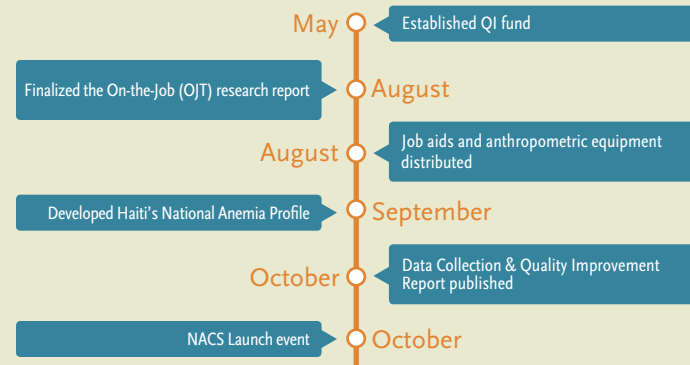 May
Established QI fund
Finalized the On-the-Job (OJT) research report
August
August
Job aids and anthropometric equipment
distributed
Developed Haiti's National Anemia Profile
September
October
Data Collection & Quality Improvement
Report published
NACS Launch event
October